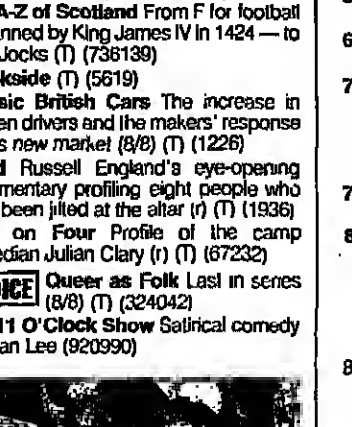 A-Z of Scotland From F for football
nned by King James IV in 1424 — to
Jocks (T) (736139)
kside (T) (5619)
sic British Cars The increase in
en drivers and the makers' response
s new market (8/8) (T) (1226)
Russell England's eye-opening
mentary profiling eight people who
been jilted at the altar (r) (T) (1936)
on Four Profile of the camp
edian Julian Clary (r) (T) (67232)
ICE Queer as Folk Last in series
(8/8) (T) (324042)
11 O'Clock Show Satirical comedy
an Lee (920990)
6
7
7
8
8